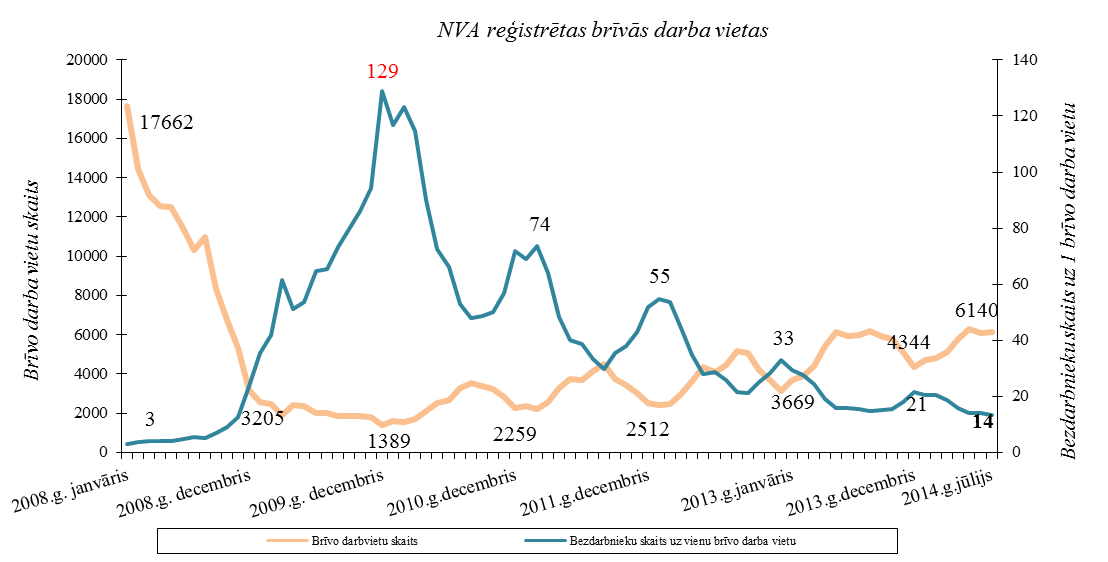 NVA reģistrētas brīvās darba vietas
Brīvo darba vietu skaits
20000
18000
16000
14000
12000
10000
8000
6000
4000
2000
0
140
120
100
80
60
40
20
0
Bezdarbnieku skaits uz 1 brīvo darba vietu
129
17662
74
55
6140
33
4344
3
3205
1389
2259
2512
3669
21
14
2008.g. janvāris
2008.g. decembris
2009.g. decembris
2010.g.decembris
2011.g.decembris
2013.g.janvāris
2013.g.decembris
2014.g.jūlijs
Brīvo darbvietu skaits
Bezdarbnieku skaits uz vienu brīvo darba vietu